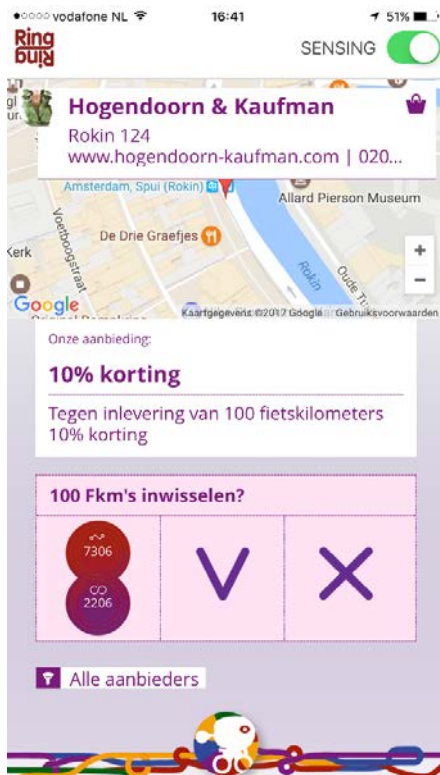 vodafone NL 16:41 51%
Ring
Ring
SENSING
Hogendoorn & Kaufman
Rokin 124
www.hogendoorn-kaufman.com | 020...
Amsterdam, Spui (Rokin)
Allard Pierson Museum
Voetboogstraat
De Drie Graefjes
Kerk
Rokin
Oude
+
−
Google
Kaartgegevens ©2017 Google Gebruiksvoorwaarden
Onze aanbieding:
10% korting
Tegen inlevering van 100 fietskilometers
10% korting
100 Fkm's inwisselen?
7306
2206
V
X
Alle aanbieders